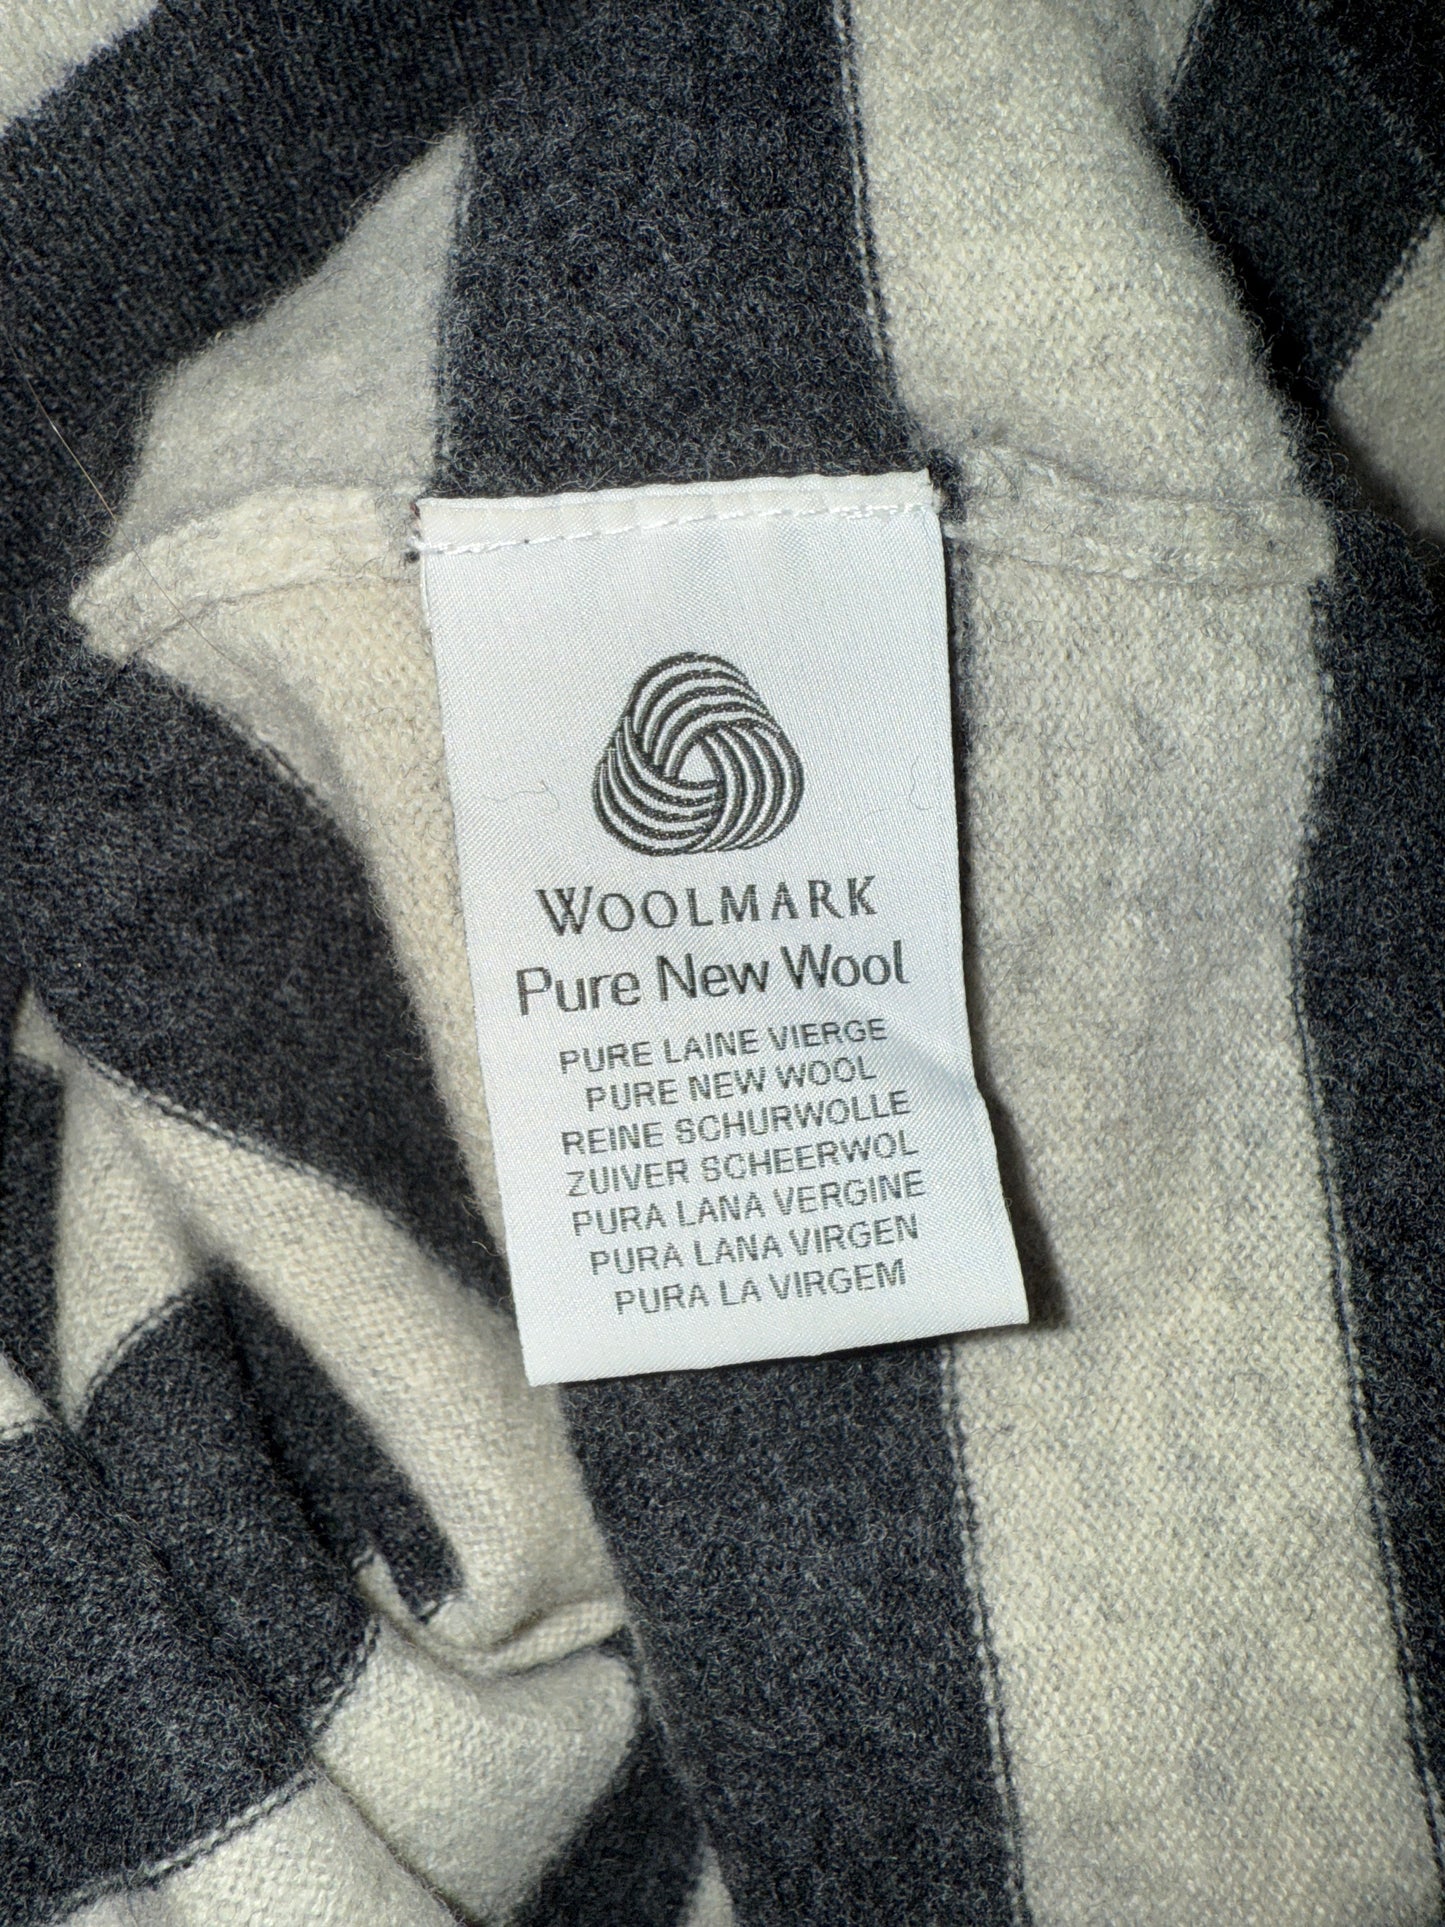 WOOLMARK
Pure New Wool
PURE LAINE VIERGE
PURE NEW WOOL
REINE SCHURWOLLE
ZUIVER SCHEERWOL
PURA LANA VERGINE
PURA LANA VIRGEN
PURA LA VIRGEM